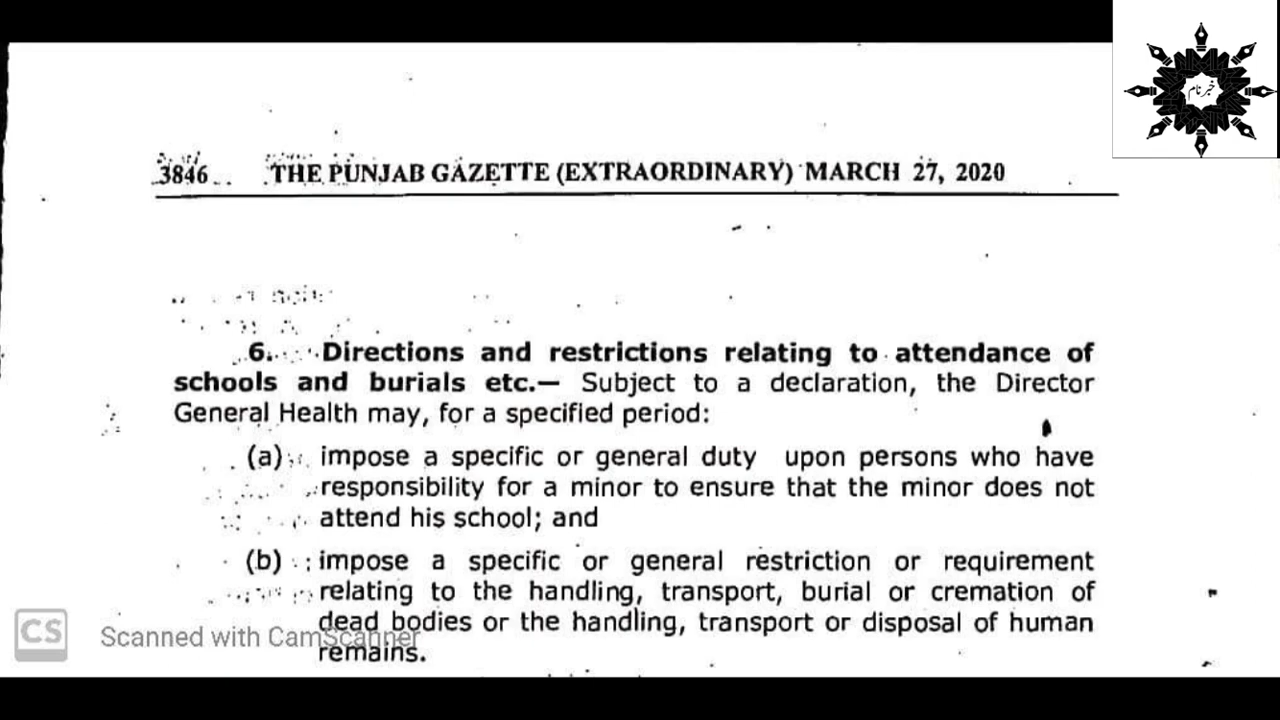 خبرنام
3846 THE PUNJAB GAZETTE (EXTRAORDINARY) MARCH 27, 2020
6. Directions and restrictions relating to attendance of
schools and burials etc.— Subject to a declaration, the Director
General Health may, for a specified period:
(a) impose a specific or general duty upon persons who have
responsibility for a minor to ensure that the minor does not
attend his school; and
(b) impose a specific or general restriction or requirement
relating to the handling, transport, burial or cremation of
dead bodies or the handling, transport or disposal of human
remains.
CS Scanned with CamScanner